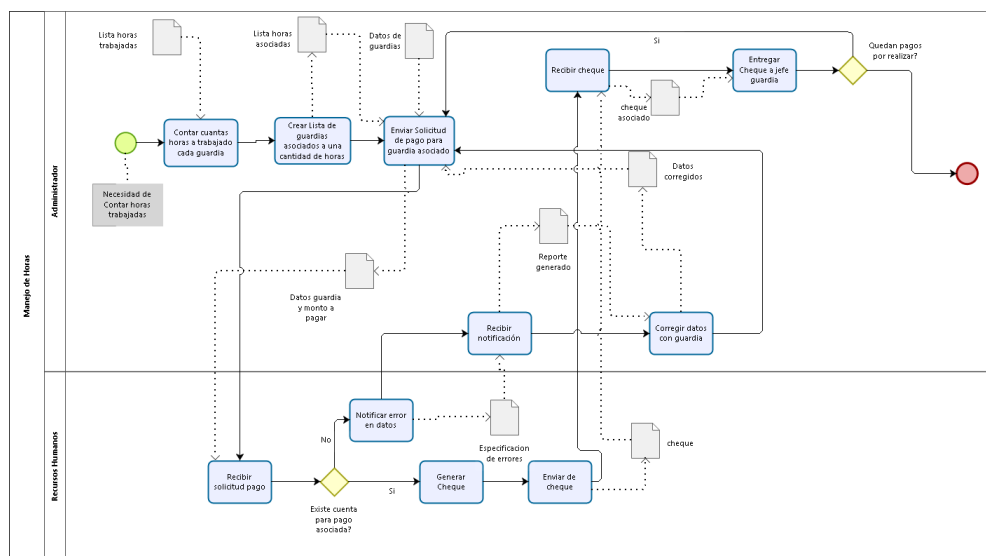 Manejo de Horas
Administrador
Recursos Humanos
Lista horas
trabajadas
Lista horas
asociadas
Datos de
guardias
Si
Quedan pagos
por realizar?
Recibir cheque
Entregar
Cheque a jefe
guardia
cheque
asociado
Contar cuantas
horas a trabajado
cada guardia
Crear Lista de
guardias
asociados a una
cantidad de horas
Enviar Solicitud
de pago para
guardia asociado
Datos
corregidos
Necesidad de
Contar horas
trabajadas
Reporte
generado
Datos guardia
y monto a
pagar
Recibir
notificación
Corregir datos
con guardia
Notificar error
en datos
Especificacion
de errores
cheque
No
Recibir
solicitud pago
Si
Generar
Cheque
Enviar de
cheque
Existe cuenta
para pago
asociada?